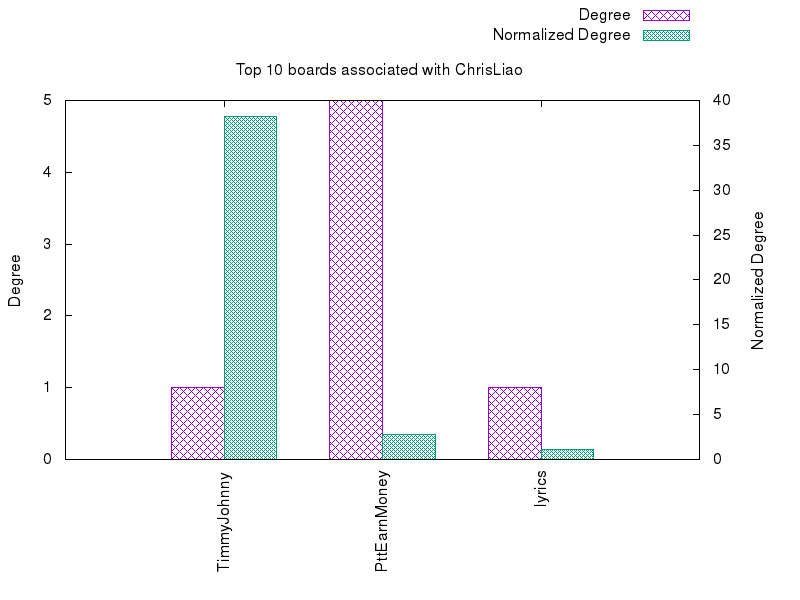 Degree
Normalized Degree
Top 10 boards associated with ChrisLiao
5
4
3
2
1
0
Degree
40
35
30
25
20
15
10
5
0
Normalized Degree
TimmyJohnny
PttEarnMoney
lyrics